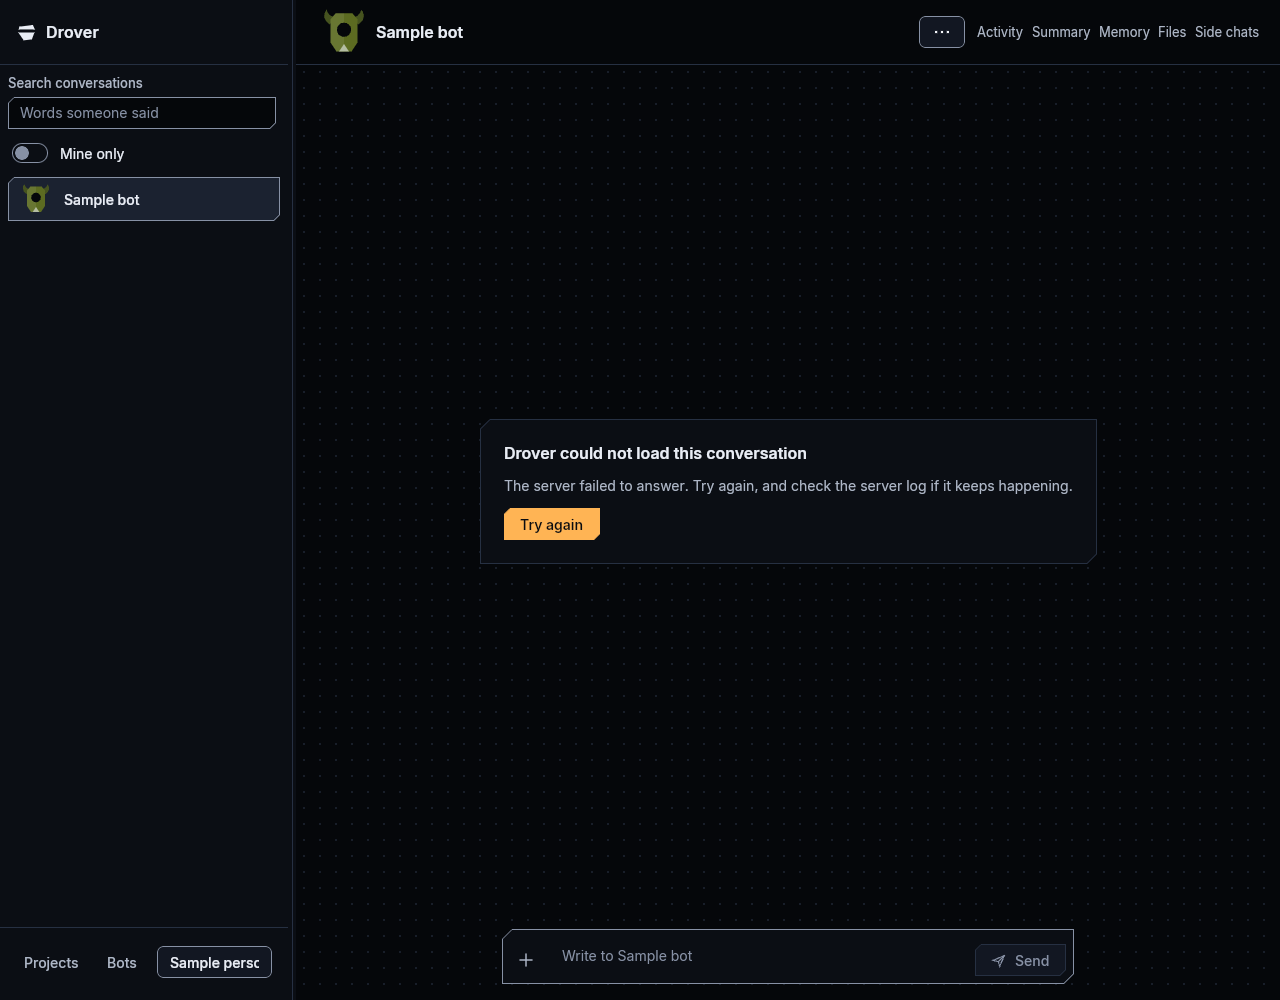 Drover
Sample bot
Activity Summary Memory Files Side chats
Search conversations
Words someone said
Mine only
Sample bot
Drover could not load this conversation
The server failed to answer. Try again, and check the server log if it keeps happening.
Try again
Write to Sample bot
Send
Projects Bots Sample perso